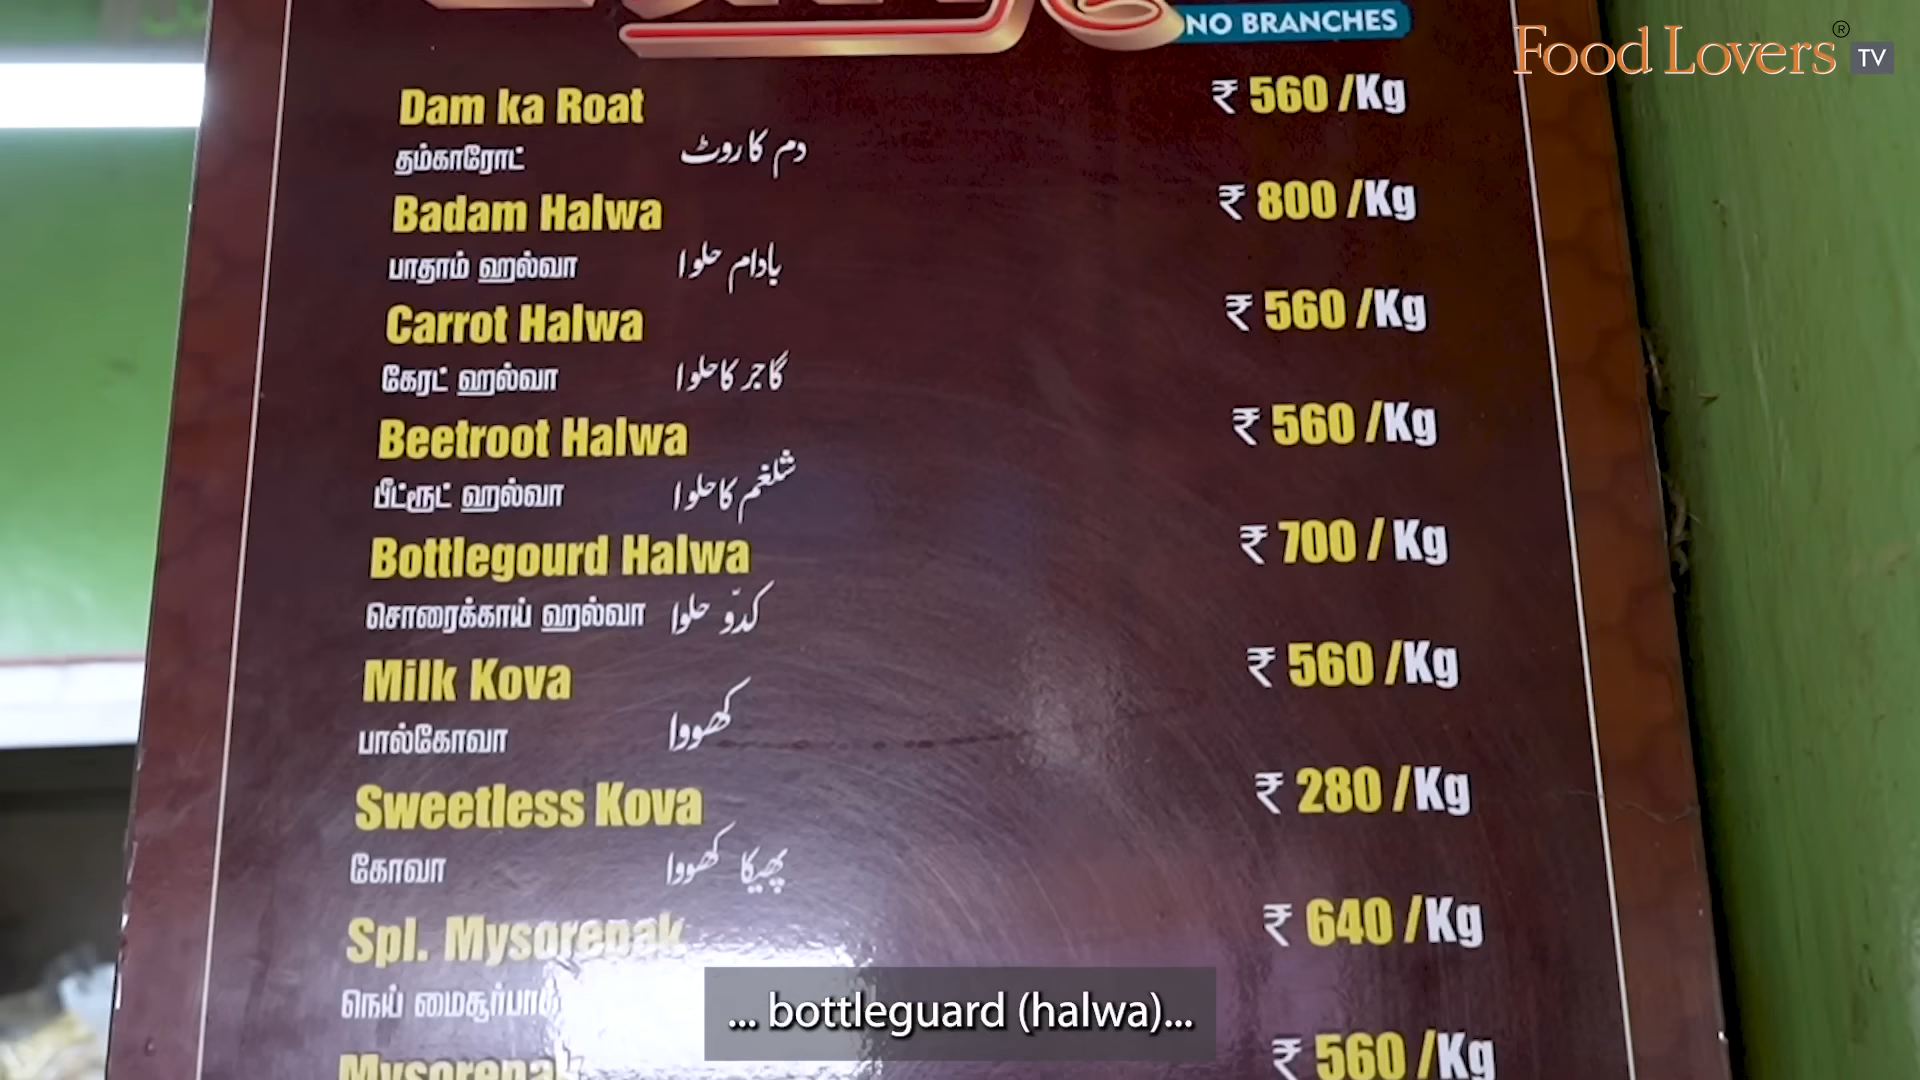 NO BRANCHES
Food Lovers® TV
Dam ka Roat ₹ 560 /Kg
தம்காரோட் دم کا روٹ
Badam Halwa ₹ 800 /Kg
பாதாம் ஹல்வா بادام حلوا
Carrot Halwa ₹ 560 /Kg
கேரட் ஹல்வா گاجر کا حلوا
Beetroot Halwa ₹ 560 /Kg
பீட்ரூட் ஹல்வா شلغم کا حلوا
Bottlegourd Halwa ₹ 700 / Kg
சொரைக்காய் ஹல்வா کدّو حلوا
Milk Kova ₹ 560 /Kg
பால்கோவா کھووا
Sweetless Kova ₹ 280 /Kg
கோவா پھیکا کھووا
Spl. Mysorepak ₹ 640 /Kg
நெய் மைசூர்பாக்
Mysorepak ₹ 560 /Kg
... bottleguard (halwa)...